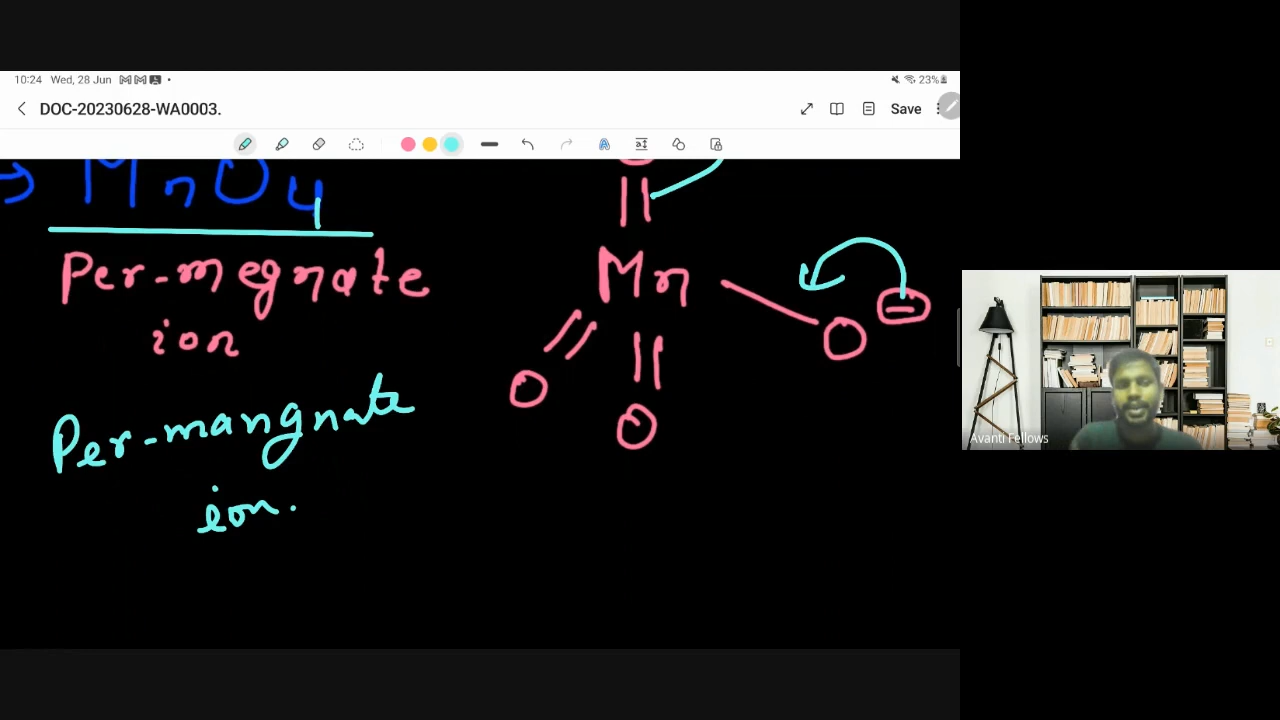 10:24 Wed, 28 Jun
23%
DOC-20230628-WA0003.
Save
→ MnO4
Per-megnate
ion
Per-mangnate
ion.
Mn
O
O
O
Avanti Fellows